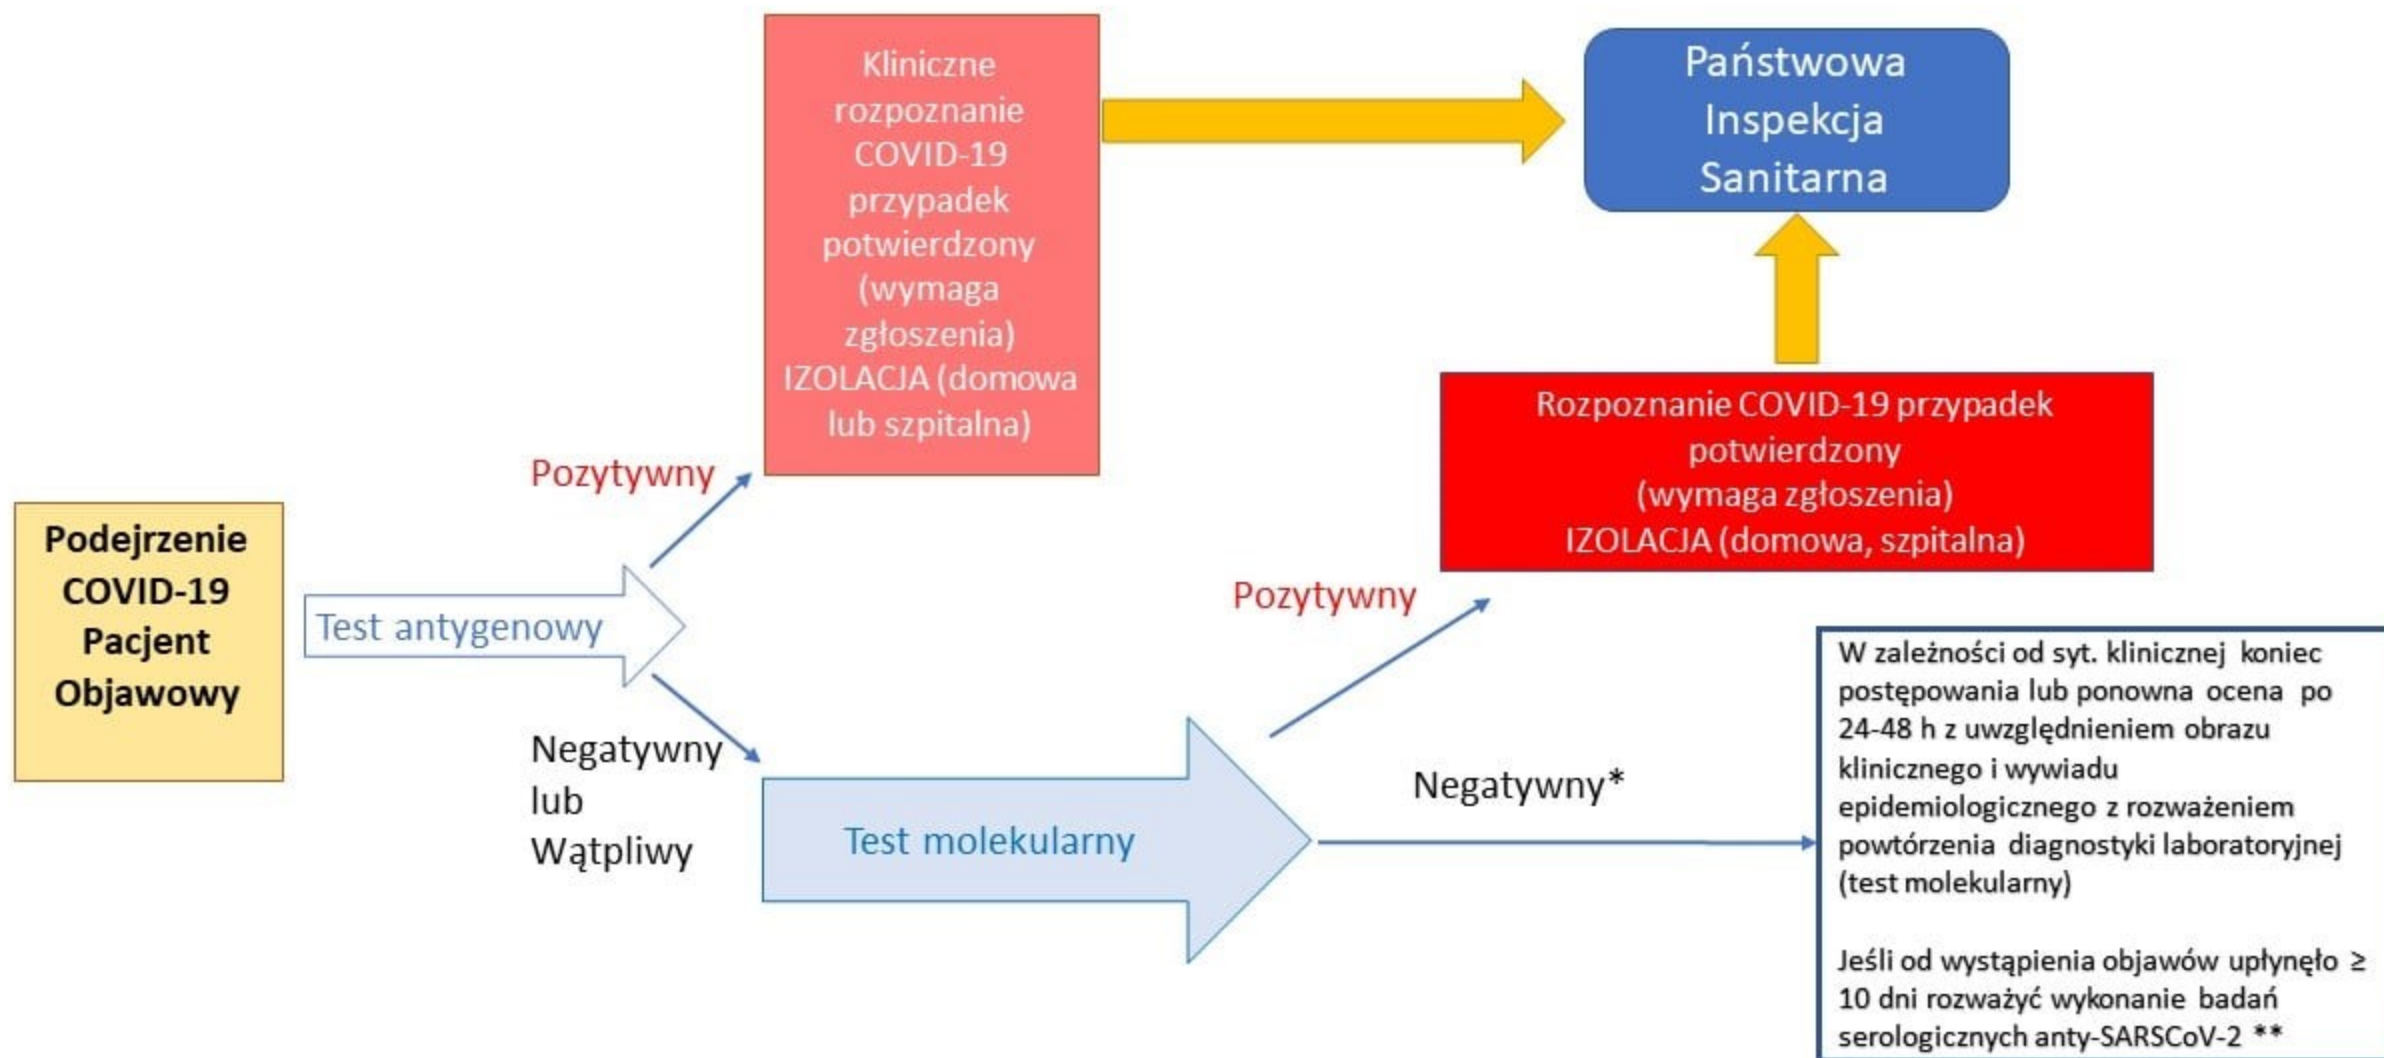 Kliniczne
rozpoznanie
COVID-19
przypadek
potwierdzony
(wymaga
zgłoszenia)
IZOLACJA (domowa
lub szpitalna)
Państwowa
Inspekcja
Sanitarna
Rozpoznanie COVID-19 przypadek
potwierdzony
(wymaga zgłoszenia)
IZOLACJA (domowa, szpitalna)
Pozytywny
Podejrzenie
COVID-19
Pacjent
Objawowy
Test antygenowy
Pozytywny
Negatywny
lub
Wątpliwy
Test molekularny
Negatywny*
W zależności od syt. klinicznej koniec
postępowania lub ponowna ocena po
24-48 h z uwzględnieniem obrazu
klinicznego i wywiadu
epidemiologicznego z rozważeniem
powtórzenia diagnostyki laboratoryjnej
(test molekularny)
Jeśli od wystąpienia objawów upłynęło ≥
10 dni rozważyć wykonanie badań
serologicznych anty-SARSCoV-2 **